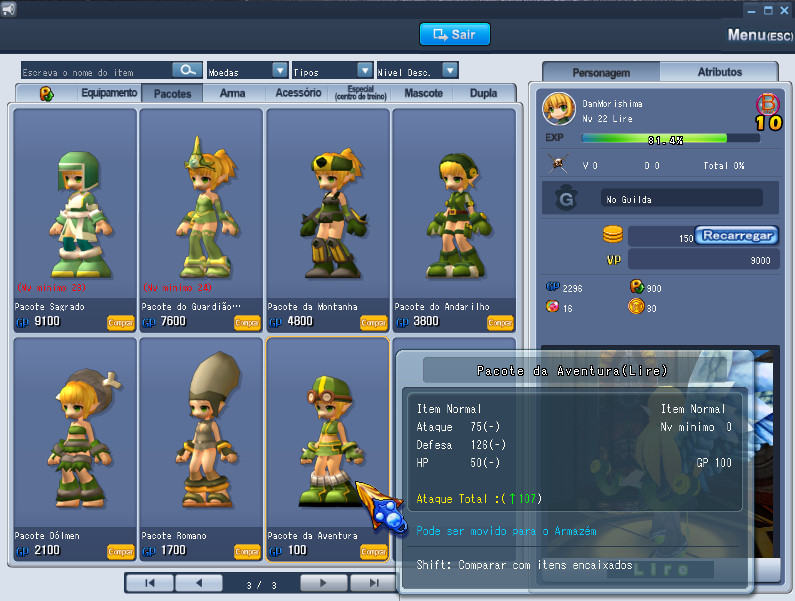 Sair
Menu(ESC)
Escreva o nome do item
Moedas
Tipos
Nível Desc.
Equipamento
Pacotes
Arma
Acessório
Especial
(centro de treino)
Mascote
Dupla
Personagem
Atributos
DanMorishima
Nv 22 Lire
10
EXP
81.4%
V 0
D 0
Total 0%
G
No Guilda
150
Recarregar
VP
9000
GP 2296
900
16
30
(Nv mínimo 23)
Pacote Sagrado
GP 9100
Comprar
(Nv mínimo 24)
Pacote do Guardião…
GP 7600
Comprar
Pacote da Montanha
GP 4800
Comprar
Pacote do Andarilho
GP 3800
Comprar
Pacote Dólmen
GP 2100
Comprar
Pacote Romano
GP 1700
Comprar
Pacote da Aventura
GP 100
Comprar
Pacote da Aventura(Lire)
Item Normal
Item Normal
Ataque 75(-)
Nv mínimo 0
Defesa 126(-)
HP 50(-)
GP 100
Ataque Total :(↑107)
Pode ser movido para o Armazém
Shift: Comparar com itens encaixados
Lire
3 / 3